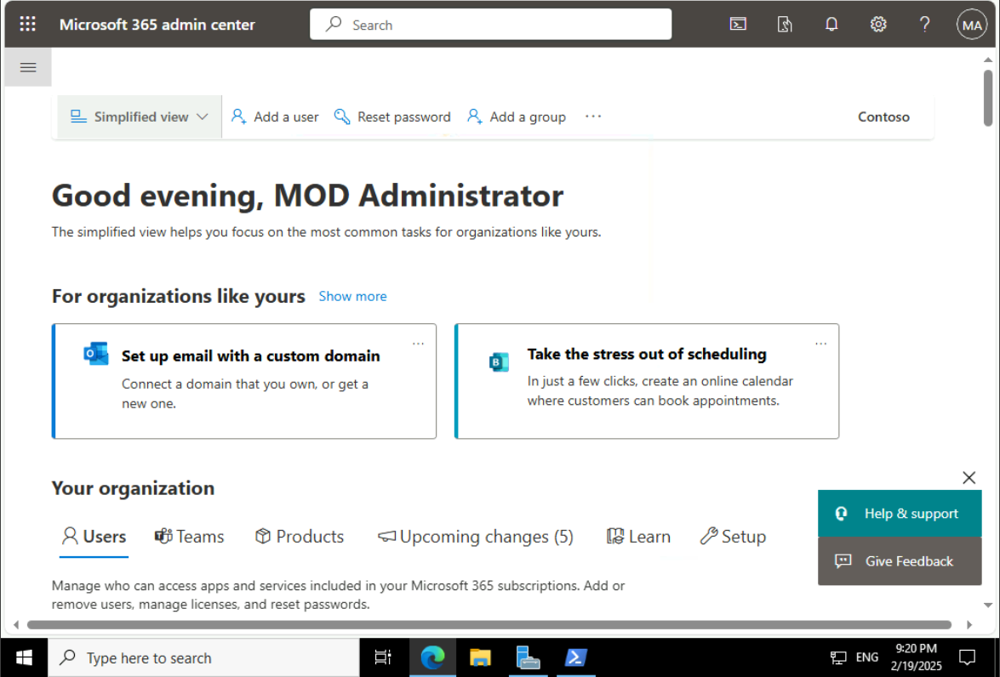 Microsoft 365 admin center
Search
MA
Simplified view
Add a user
Reset password
Add a group
Contoso
Good evening, MOD Administrator
The simplified view helps you focus on the most common tasks for organizations like yours.
For organizations like yours
Show more
Set up email with a custom domain
Connect a domain that you own, or get a
new one.
Take the stress out of scheduling
In just a few clicks, create an online calendar
where customers can book appointments.
Your organization
Users
Teams
Products
Upcoming changes (5)
Learn
Setup
Help & support
Give Feedback
Manage who can access apps and services included in your Microsoft 365 subscriptions. Add or
remove users, manage licenses, and reset passwords.
Type here to search
ENG
9:20 PM
2/19/2025